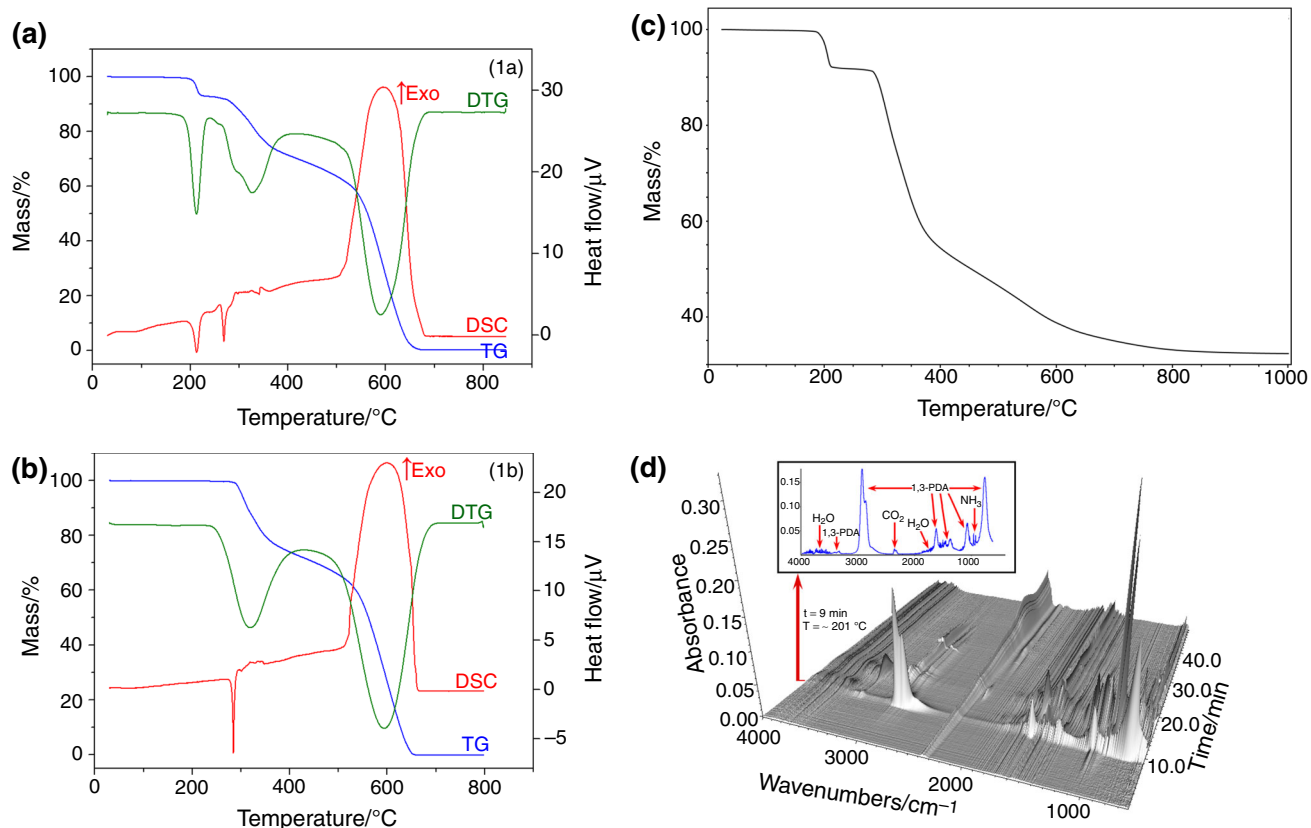 (a)
(1a)
↑Exo
DTG
DSC
TG
100
80
60
40
20
0
Mass/%
30
20
10
0
Heat flow/μV
0 200 400 600 800
Temperature/°C
(b)
(1b)
↑Exo
DTG
DSC
TG
100
80
60
40
20
0
Mass/%
20
15
10
5
0
−5
Heat flow/μV
0 200 400 600 800
Temperature/°C
(c)
100
80
60
40
Mass/%
0 200 400 600 800 1000
Temperature/°C
(d)
0.30
0.25
0.20
0.15
0.10
0.05
0.00
Absorbance
0.15
0.10
0.05
H2O
1,3-PDA
CO2
H2O
1,3-PDA
NH3
4000 3000 2000 1000
t = 9 min
T = ~ 201 °C
4000 3000 2000 1000
Wavenumbers/cm−1
40.0
30.0
20.0
10.0
Time/min